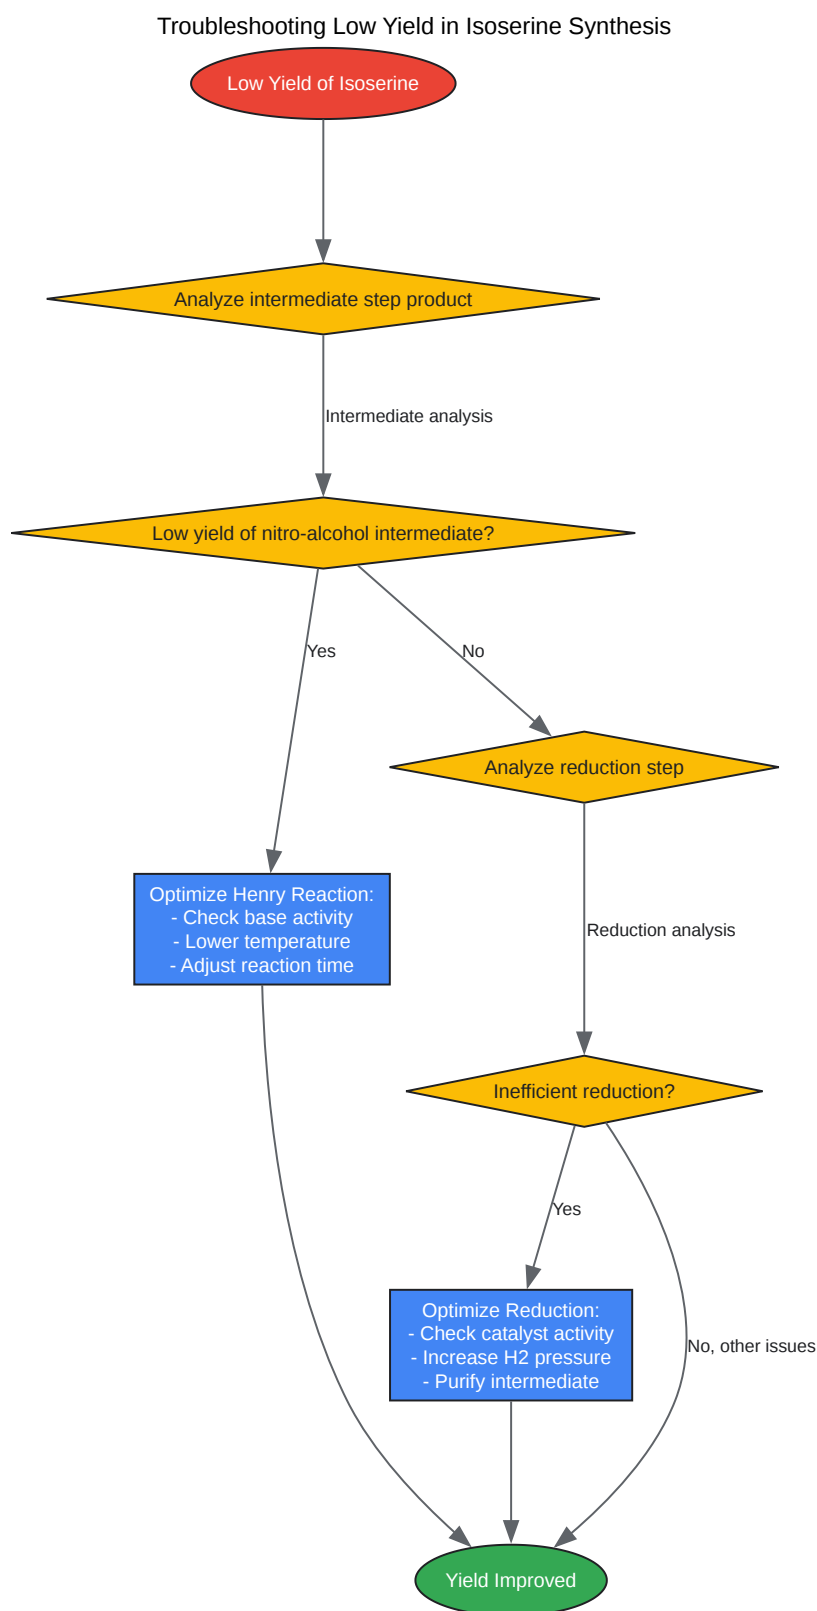 Troubleshooting Low Yield in Isoserine Synthesis
Low Yield of Isoserine
Analyze intermediate step product
Intermediate analysis
Low yield of nitro-alcohol intermediate?
Yes
No
Analyze reduction step
Optimize Henry Reaction:
- Check base activity
- Lower temperature
- Adjust reaction time
Reduction analysis
Inefficient reduction?
Yes
Optimize Reduction:
- Check catalyst activity
- Increase H2 pressure
- Purify intermediate
No, other issues
Yield Improved